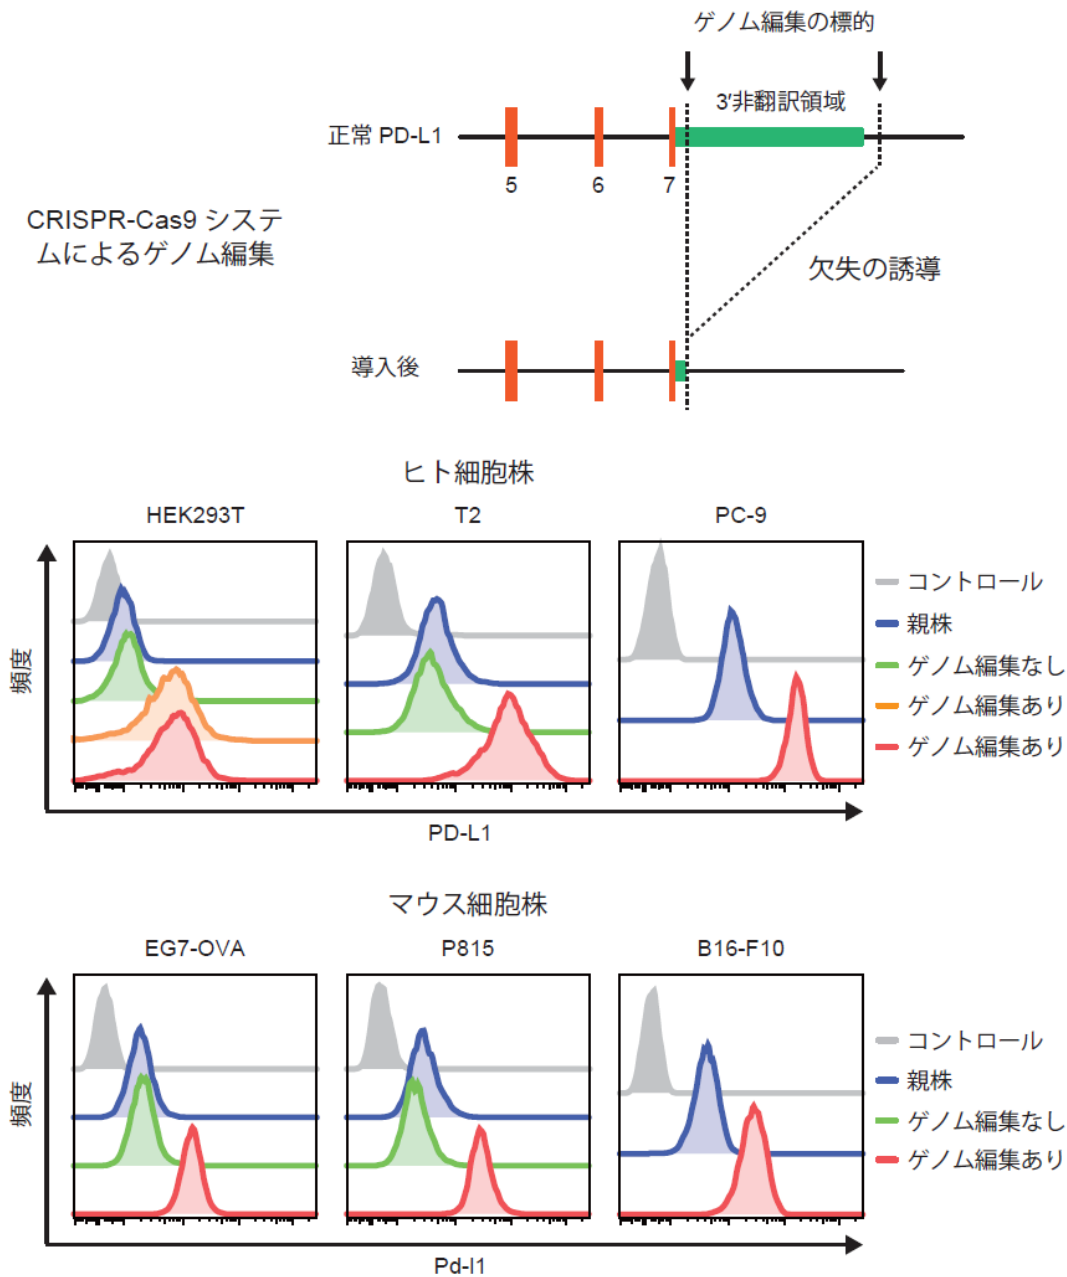 ゲノム編集の標的
3′非翻訳領域
正常 PD-L1
5
6
7
CRISPR-Cas9 システ
ムによるゲノム編集
欠失の誘導
導入後
ヒト細胞株
HEK293T
T2
PC-9
頻度
コントロール
親株
ゲノム編集なし
ゲノム編集あり
ゲノム編集あり
PD-L1
マウス細胞株
EG7-OVA
P815
B16-F10
頻度
コントロール
親株
ゲノム編集なし
ゲノム編集あり
Pd-l1